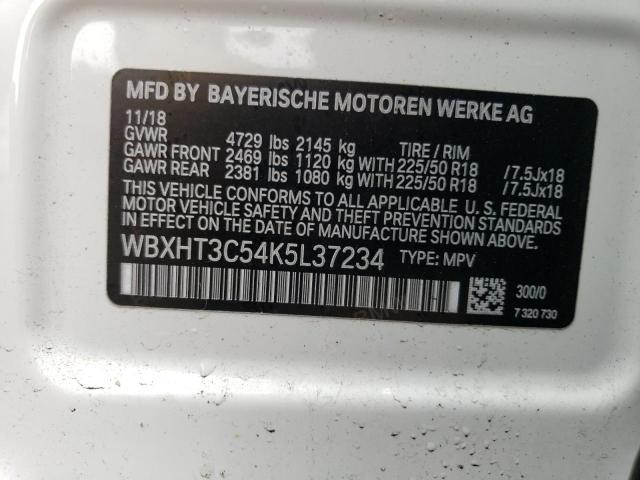 MFD BY BAYERISCHE MOTOREN WERKE AG
11/18
GVWR 4729 lbs 2145 kg TIRE / RIM
GAWR FRONT 2469 lbs 1120 kg WITH 225/50 R18 /7.5Jx18
GAWR REAR 2381 lbs 1080 kg WITH 225/50 R18 /7.5Jx18
THIS VEHICLE CONFORMS TO ALL APPLICABLE U. S. FEDERAL
MOTOR VEHICLE SAFETY AND THEFT PREVENTION STANDARDS
IN EFFECT ON THE DATE OF MANUFACTURE SHOWN ABOVE.
WBXHT3C54K5L37234 TYPE: MPV
300/0
7 320 730